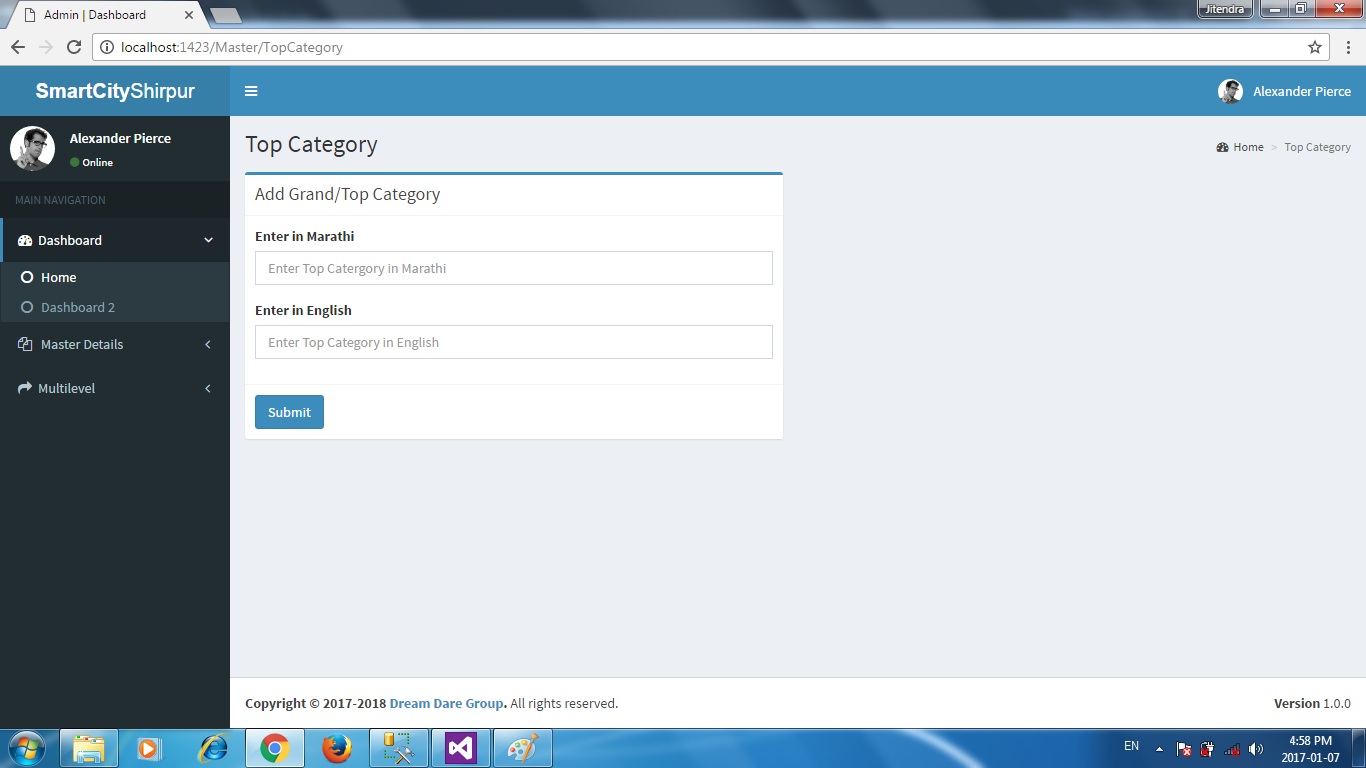 Admin | Dashboard
Jitendra
localhost:1423/Master/TopCategory
SmartCityShirpur
Alexander Pierce
Alexander Pierce
Online
MAIN NAVIGATION
Dashboard
Home
Dashboard 2
Master Details
Multilevel
Top Category
Home > Top Category
Add Grand/Top Category
Enter in Marathi
Enter Top Catergory in Marathi
Enter in English
Enter Top Category in English
Submit
Copyright © 2017-2018 Dream Dare Group. All rights reserved.
Version 1.0.0
EN
4:58 PM
2017-01-07